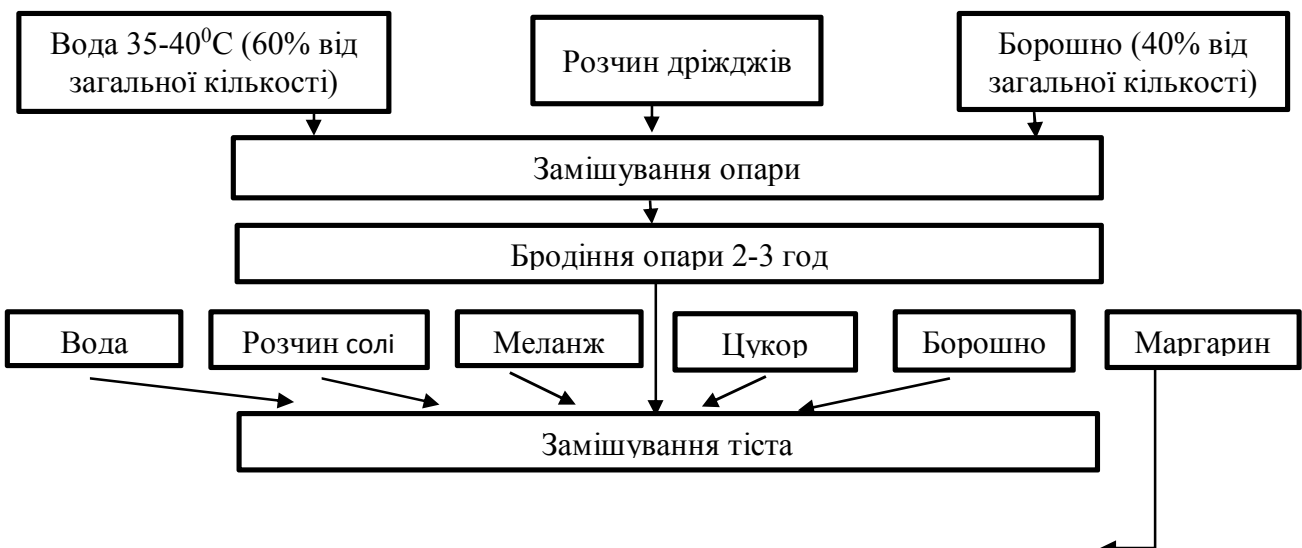 Вода 35-40⁰С (60% від
загальної кількості)
Розчин дріжджів
Борошно (40% від
загальної кількості)
Замішування опари
Бродіння опари 2-3 год
Вода
Розчин солі
Меланж
Цукор
Борошно
Маргарин
Замішування тіста